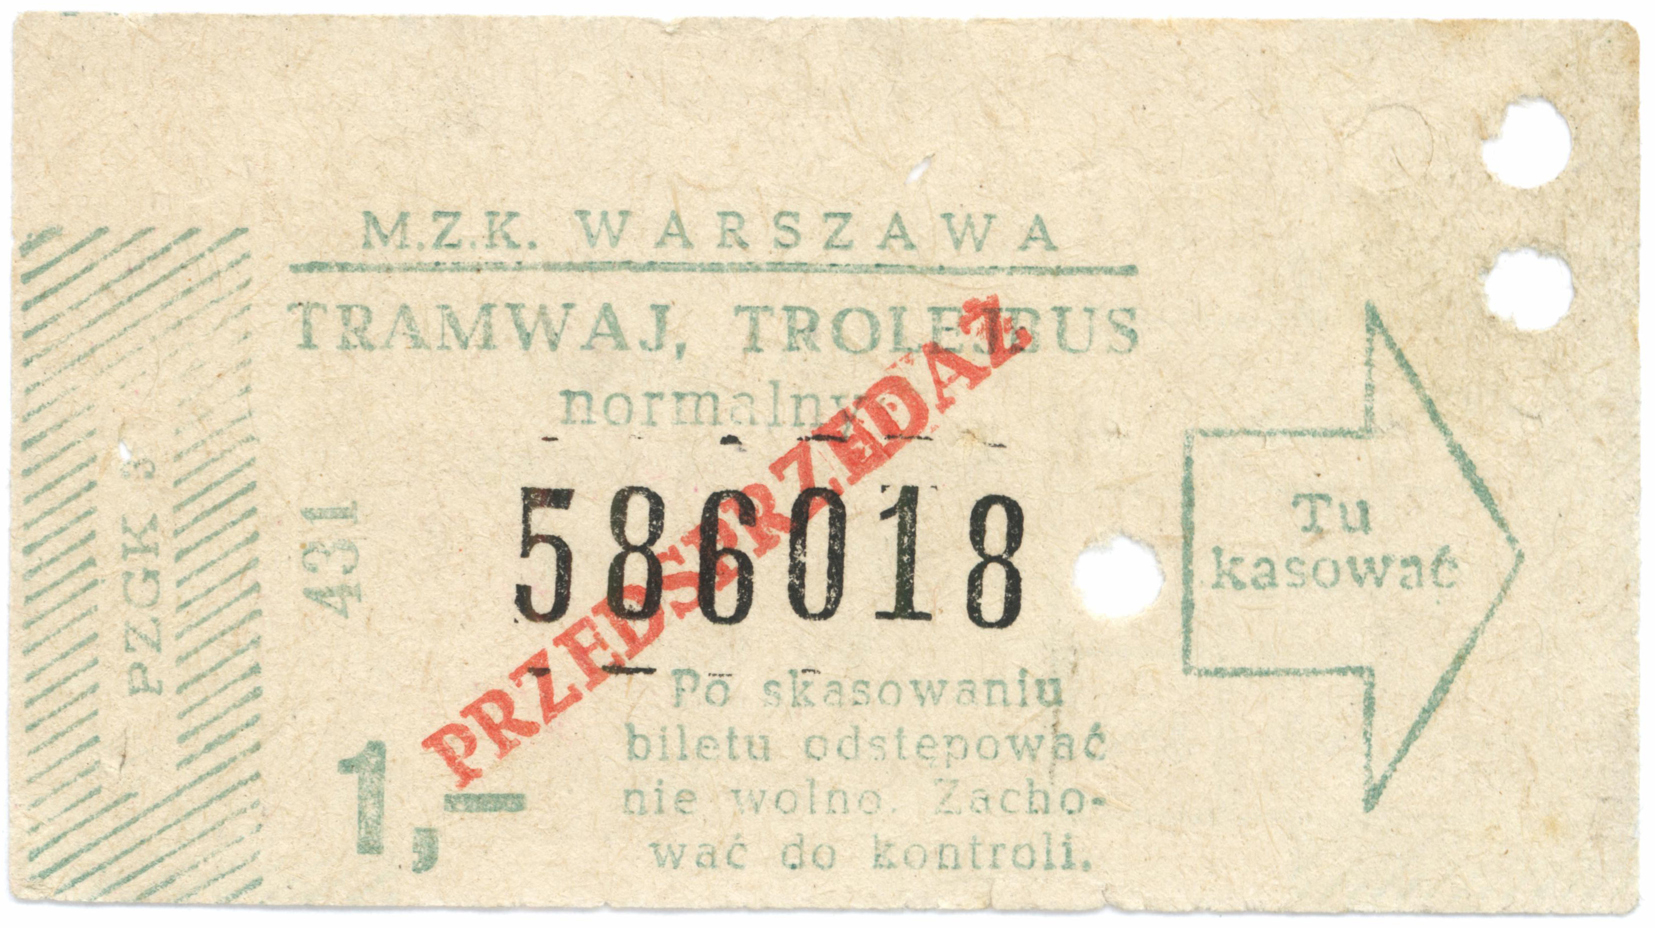 M.Z.K. WARSZAWA
TRAMWAJ, TROLEJBUS
normalny
PRZEDSPRZEDAŻ
586018
Tu
kasować
PZGK 3
431
1,—
Po skasowaniu
biletu odstępować
nie wolno. Zacho-
wać do kontroli.